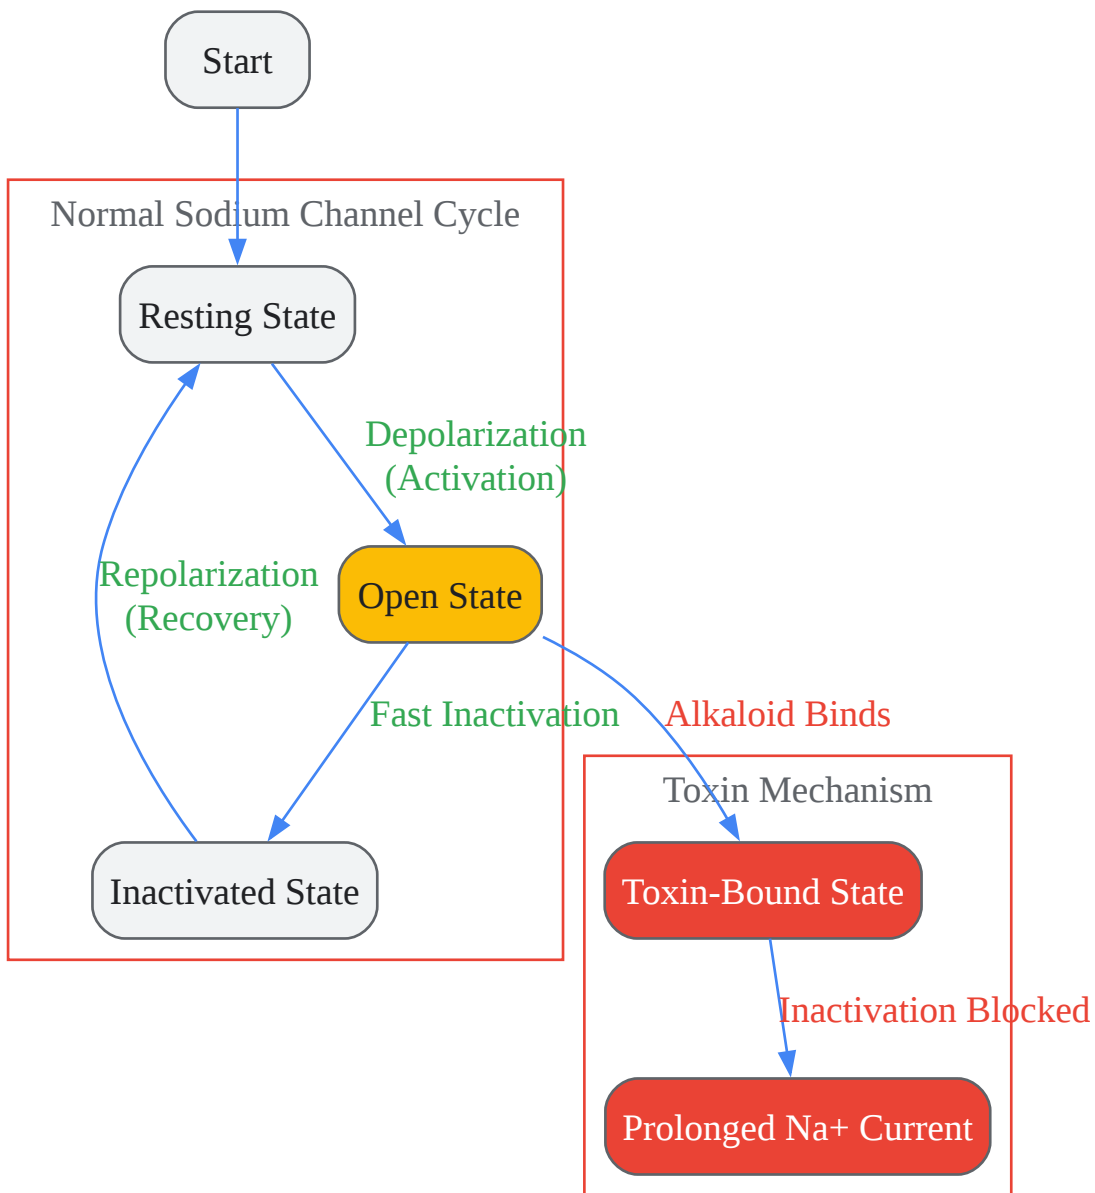 Start
Normal Sodium Channel Cycle
Resting State
Depolarization
(Activation)
Repolarization
(Recovery)
Open State
Fast Inactivation
Alkaloid Binds
Toxin Mechanism
Inactivated State
Toxin-Bound State
Inactivation Blocked
Prolonged Na+ Current